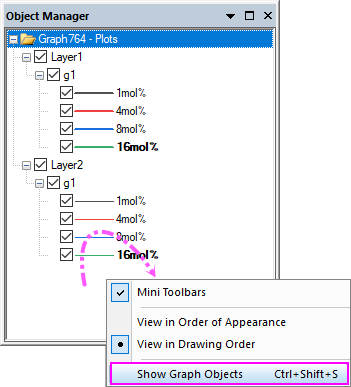 Object Manager
Graph764 - Plots
Layer1
g1
1mol%
4mol%
8mol%
16mol%
Layer2
g1
1mol%
4mol%
8mol%
16mol%
Mini Toolbars
View in Order of Appearance
View in Drawing Order
Show Graph Objects Ctrl+Shift+S